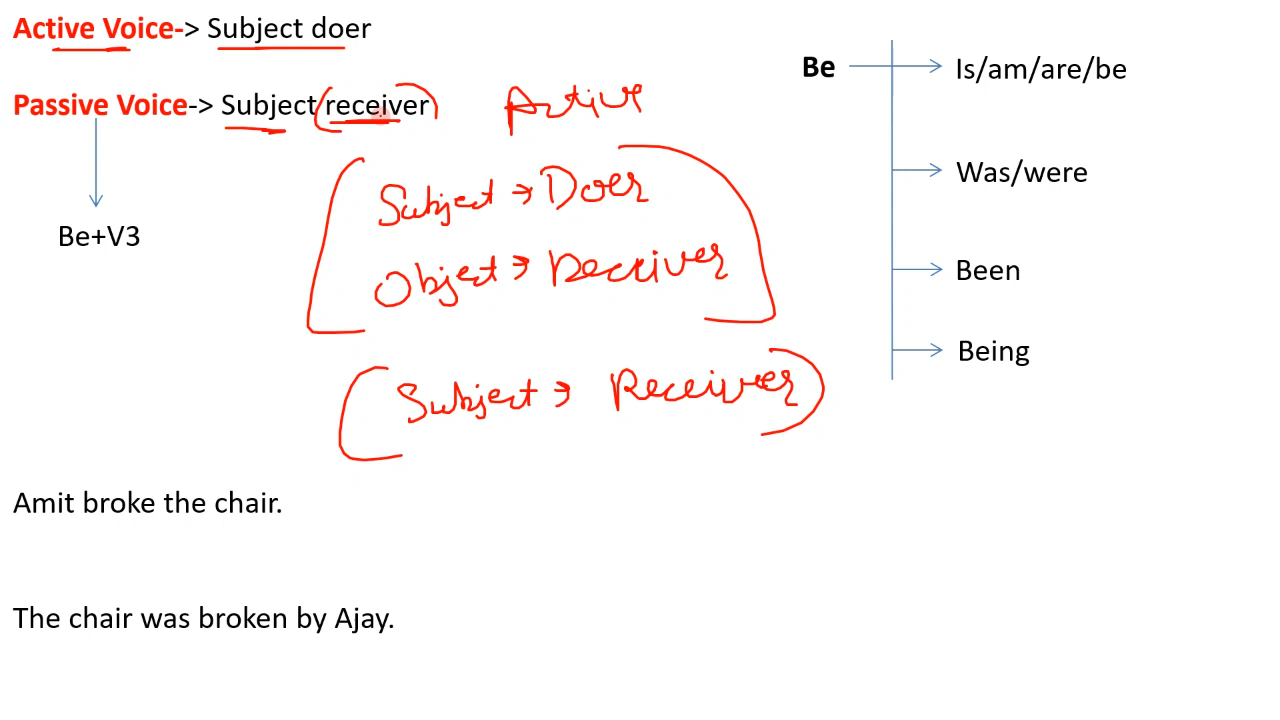 Active Voice-> Subject doer
Passive Voice-> Subject(receiver)
Active
Be+V3
Subject → Doer
Object → Receiver
Subject → Receiver
Be
Is/am/are/be
Was/were
Been
Being
Amit broke the chair.
The chair was broken by Ajay.